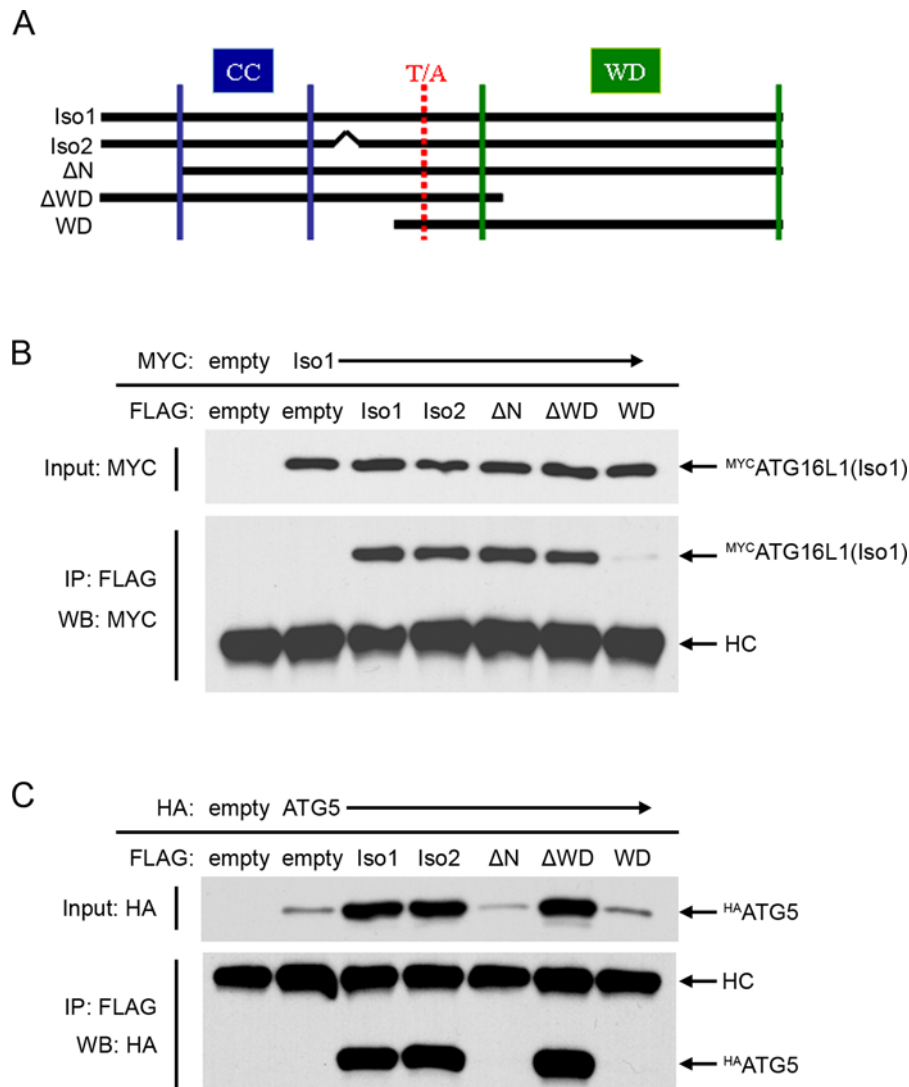 A
CC T/A WD
Iso1
Iso2
ΔN
ΔWD
WD
B
MYC: empty Iso1
FLAG: empty empty Iso1 Iso2 ΔN ΔWD WD
Input: MYC MYCATG16L1(Iso1)
IP: FLAG MYCATG16L1(Iso1)
WB: MYC HC
C
HA: empty ATG5
FLAG: empty empty Iso1 Iso2 ΔN ΔWD WD
Input: HA HAATG5
IP: FLAG HC
WB: HA HAATG5